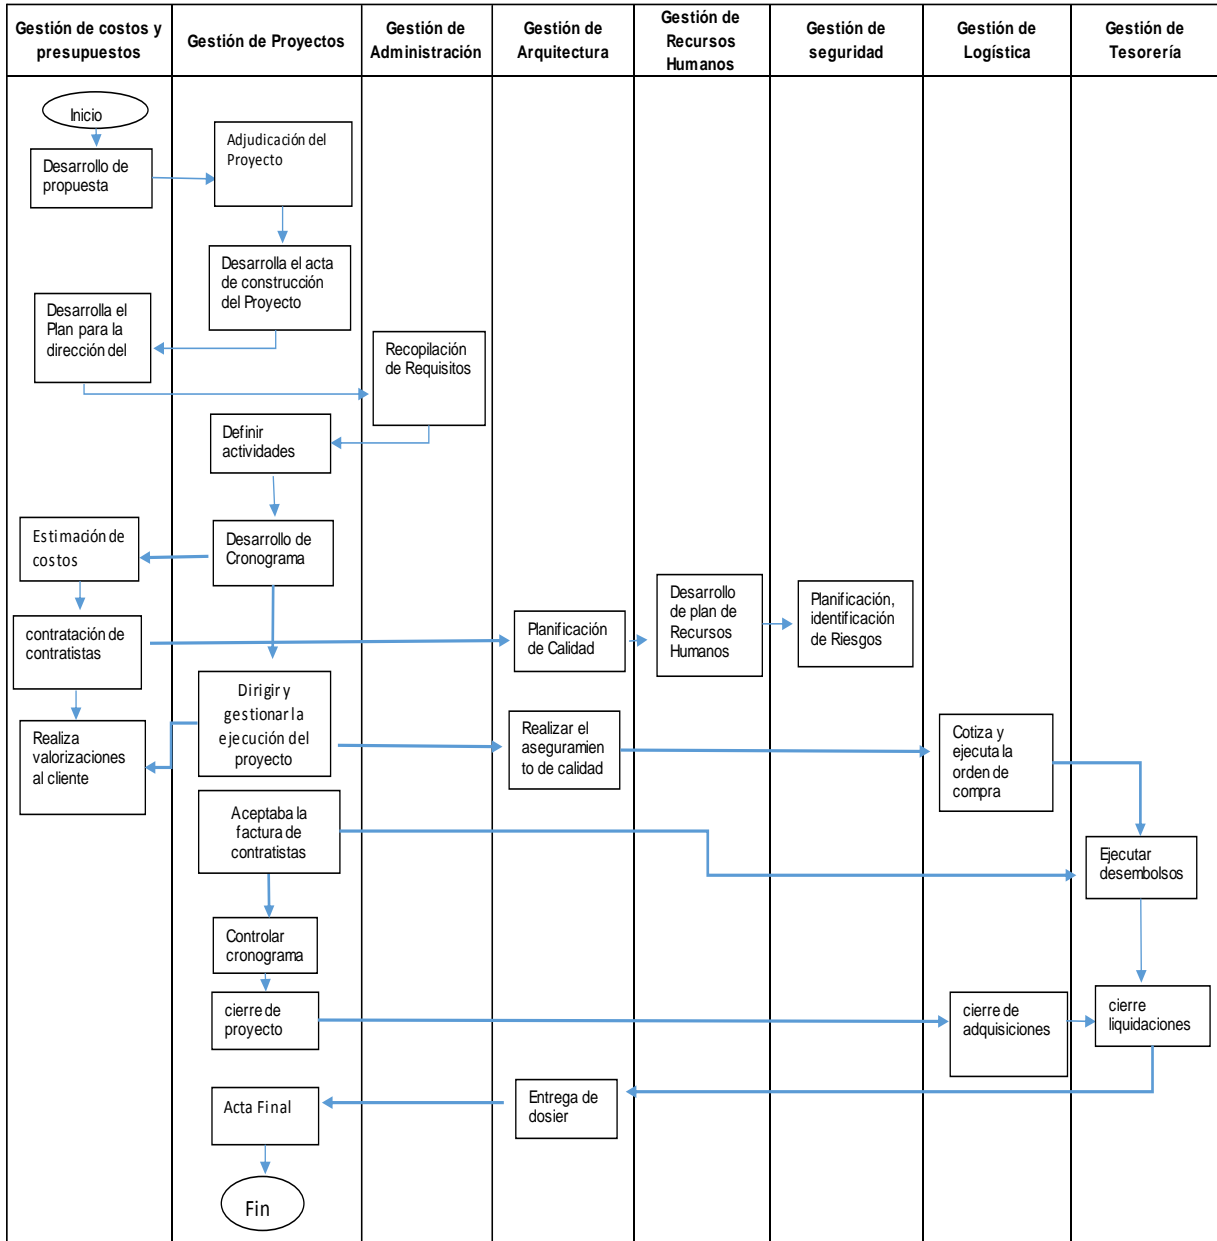 Gestión de costos y
presupuestos
Gestión de Proyectos
Gestión de
Administración
Gestión de
Arquitectura
Gestión de
Recursos
Humanos
Gestión de
seguridad
Gestión de
Logística
Gestión de
Tesorería
Inicio
Desarrollo de
propuesta
Adjudicación del
Proyecto
Desarrolla el acta
de construcción
del Proyecto
Desarrolla el
Plan para la
dirección del
Recopilación
de Requisitos
Definir
actividades
Estimación de
costos
Desarrollo de
Cronograma
contratación de
contratistas
Planificación
de Calidad
Desarrollo
de plan de
Recursos
Humanos
Planificación,
identificación
de Riesgos
Realiza
valorizaciones
al cliente
Dirigir y
gestionar la
ejecución del
proyecto
Realizar el
aseguramien
to de calidad
Cotiza y
ejecuta la
orden de
compra
Aceptaba la
factura de
contratistas
Ejecutar
desembolsos
Controlar
cronograma
cierre de
proyecto
cierre de
adquisiciones
cierre
liquidaciones
Acta Final
Entrega de
dosier
Fin